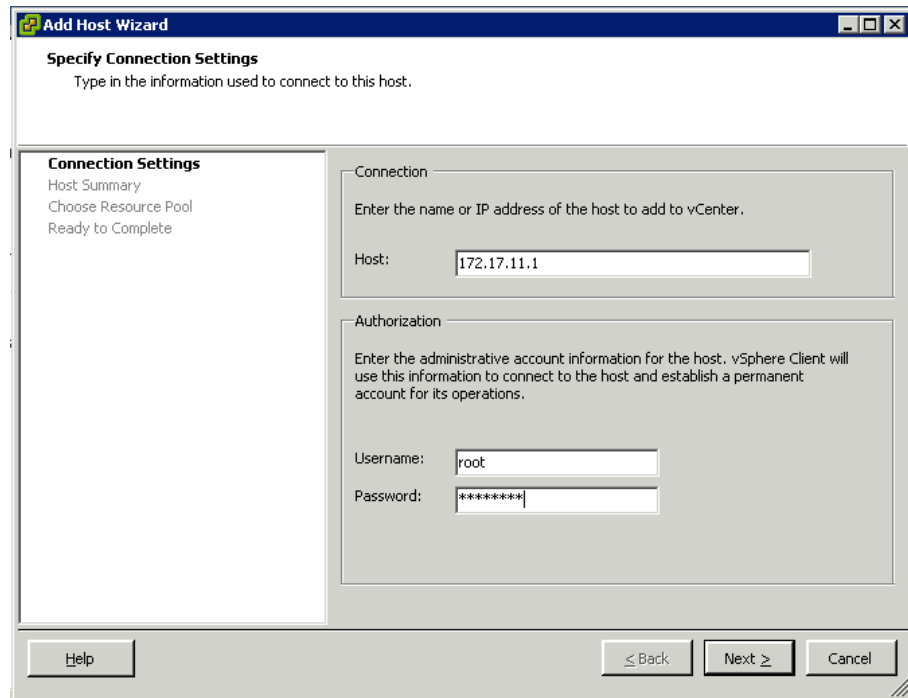 Add Host Wizard
Specify Connection Settings
Type in the information used to connect to this host.
Connection Settings
Host Summary
Choose Resource Pool
Ready to Complete
Connection
Enter the name or IP address of the host to add to vCenter.
Host: 172.17.11.1
Authorization
Enter the administrative account information for the host. vSphere Client will
use this information to connect to the host and establish a permanent
account for its operations.
Username: root
Password: ********
Help
< Back
Next >
Cancel